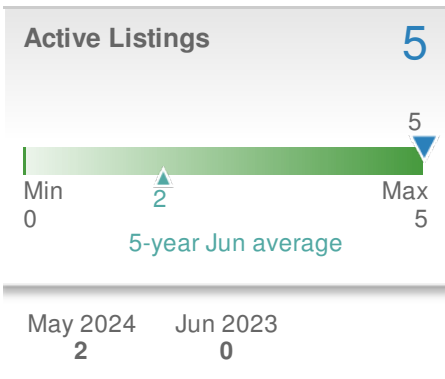 Active Listings 5
5
Min Max
2
0 5
5-year Jun average
May 2024 Jun 2023
2 0